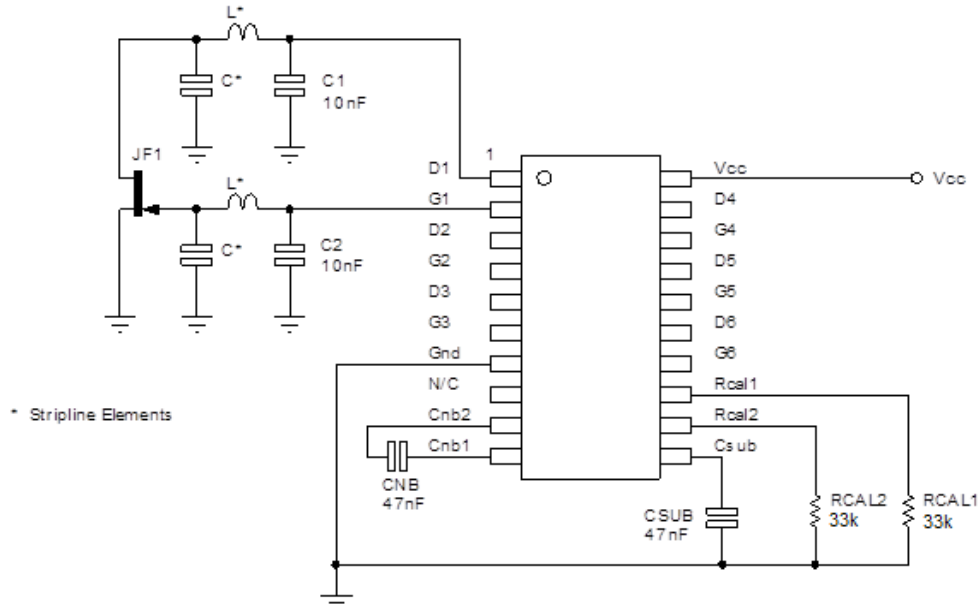 L*
C*
C1
10nF
JF1
L*
C*
C2
10nF
1
D1
G1
D2
G2
D3
G3
Gnd
N/C
Cnb2
Cnb1
Vcc
D4
G4
D5
G5
D6
G6
Rcal1
Rcal2
Csub
Vcc
* Stripline Elements
CNB
47nF
CSUB
47nF
RCAL2
33k
RCAL1
33k